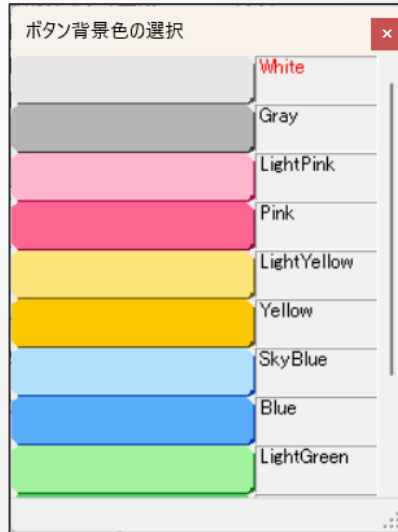 ボタン背景色の選択
White
Gray
LightPink
Pink
LightYellow
Yellow
SkyBlue
Blue
LightGreen